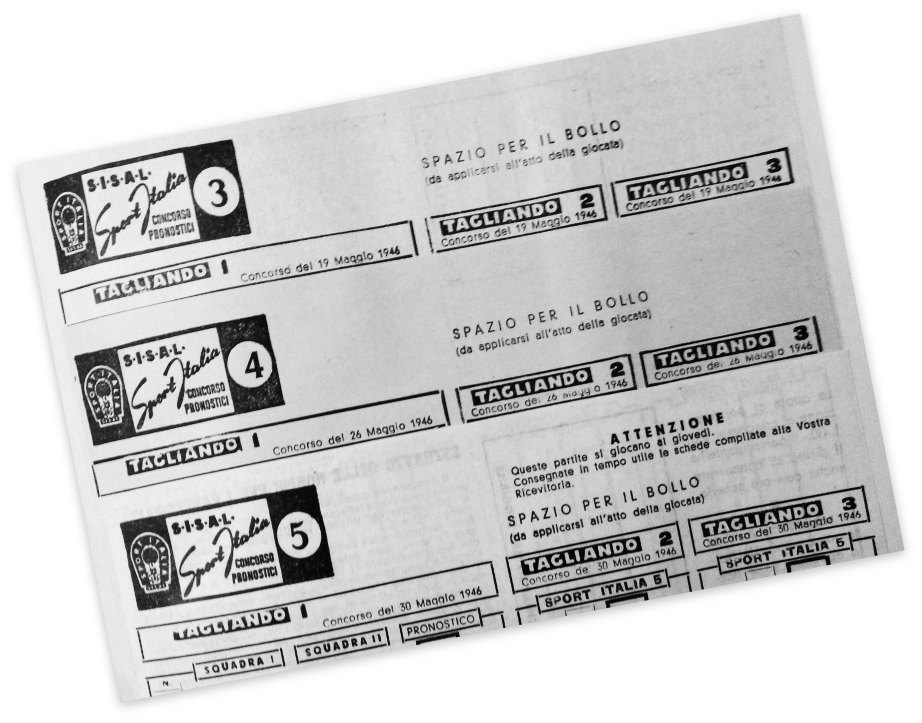 S·I·S·A·L·
Sport Italia
CONCORSO
PRONOSTICI
SPORT ITALIA
3
SPAZIO PER IL BOLLO
(da applicarsi all'atto della giocata)
TAGLIANDO 1 Concorso del 19 Maggio 1946
TAGLIANDO 2
Concorso del 19 Maggio 1946
TAGLIANDO 3
Concorso del 19 Maggio 1946
S·I·S·A·L·
Sport Italia
CONCORSO
PRONOSTICI
SPORT ITALIA
4
SPAZIO PER IL BOLLO
(da applicarsi all'atto della giocata)
TAGLIANDO 1 Concorso del 26 Maggio 1946
TAGLIANDO 2
Concorso del 26 Maggio 1946
TAGLIANDO 3
Concorso del 26 Maggio 1946
S·I·S·A·L·
Sport Italia
CONCORSO
PRONOSTICI
SPORT ITALIA
5
ATTENZIONE
Queste partite si giocano al giovedì.
Consegnate in tempo utile le schede compilate alla Vostra
Ricevitoria.
SPAZIO PER IL BOLLO
(da applicarsi all'atto della giocata)
TAGLIANDO 1 Concorso del 30 Maggio 1946
TAGLIANDO 2
Concorso de' 30 Maggio 1946
TAGLIANDO 3
Concorso del 30 Maggio 1946
N. SQUADRA I SQUADRA II PRONOSTICO
SPORT ITALIA 5
SPORT ITALIA 5